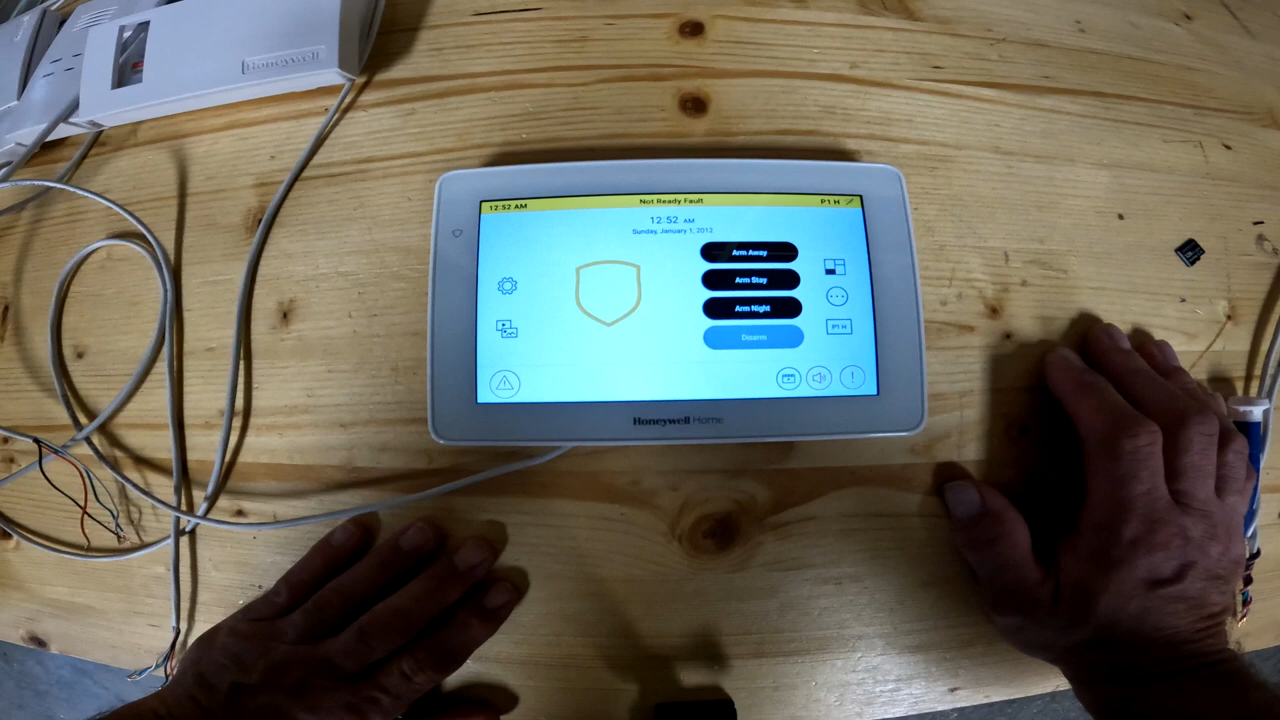 Honeywell
12:52 AM
Not Ready Fault
P1 H
12:52 AM
Sunday, January 1, 2012
Arm Away
Arm Stay
Arm Night
Disarm
P1 H
Honeywell Home